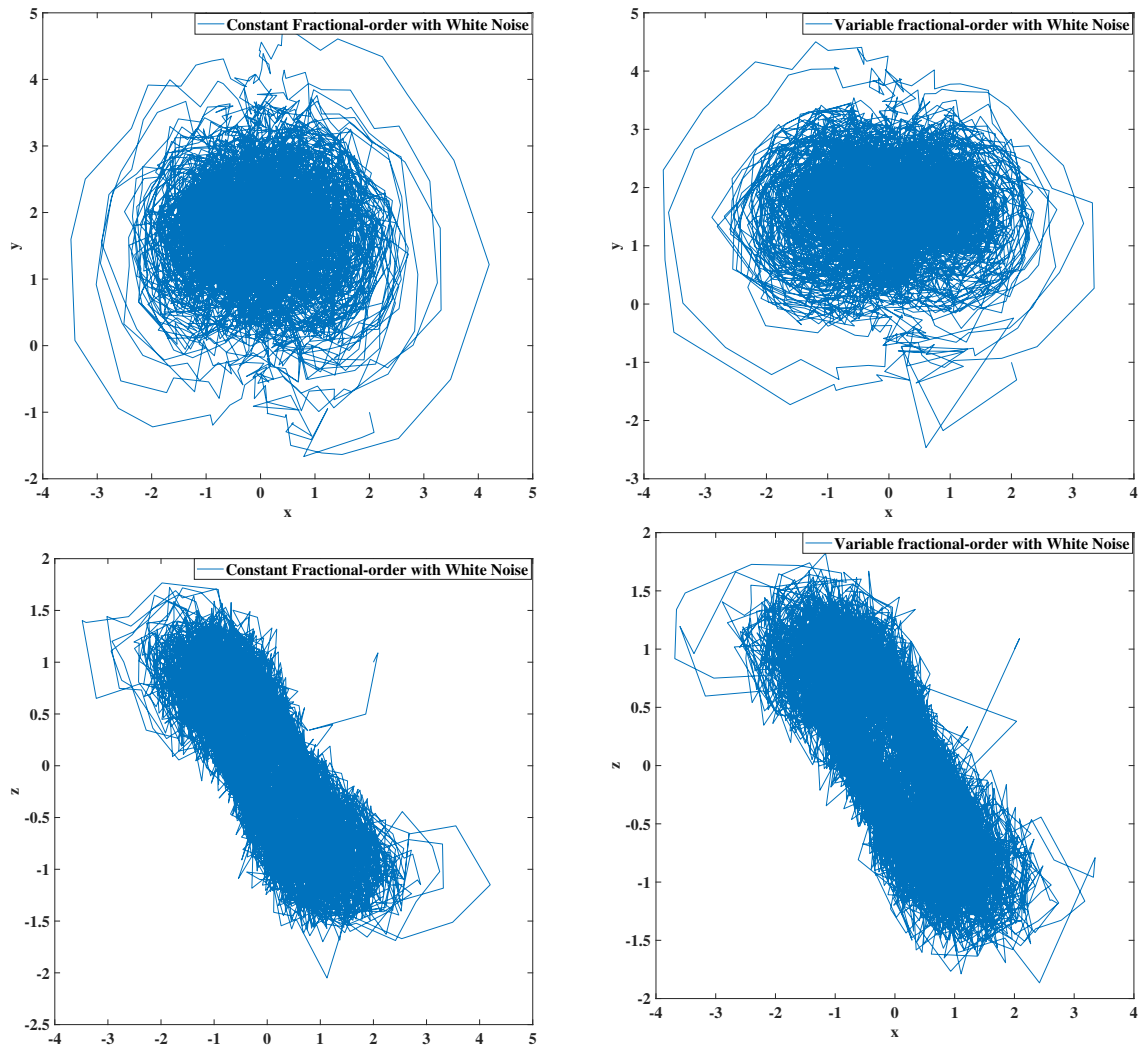 Constant Fractional-order with White Noise
5
4
3
2
1
0
-1
-2
y
-4 -3 -2 -1 0 1 2 3 4 5
x
Variable fractional-order with White Noise
5
4
3
2
1
0
-1
-2
-3
y
-4 -3 -2 -1 0 1 2 3 4
x
Constant Fractional-order with White Noise
2
1.5
1
0.5
0
-0.5
-1
-1.5
-2
-2.5
z
-4 -3 -2 -1 0 1 2 3 4 5
Variable fractional-order with White Noise
2
1.5
1
0.5
0
-0.5
-1
-1.5
-2
z
-4 -3 -2 -1 0 1 2 3 4
x